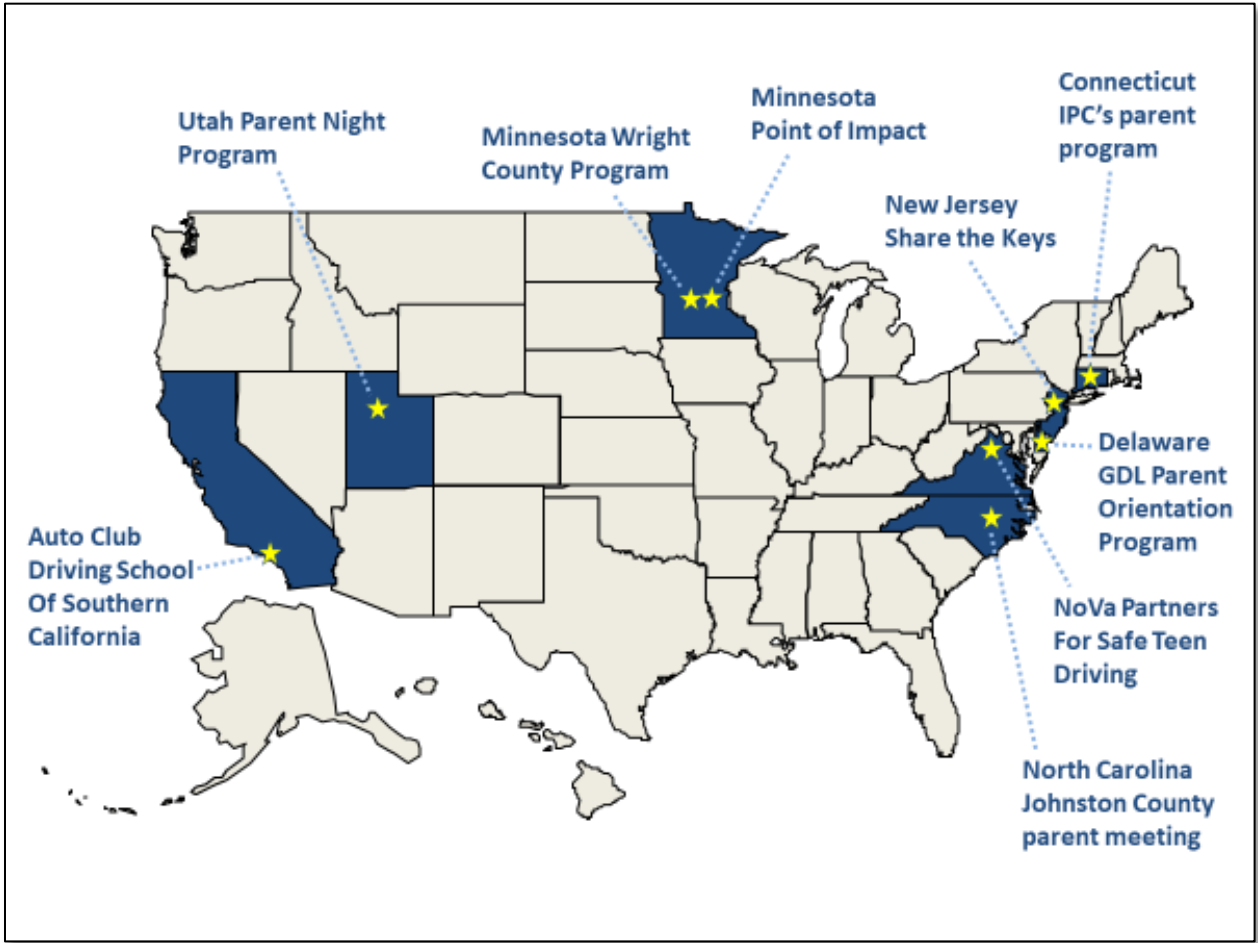 Utah Parent Night
Program
Minnesota Wright
County Program
Minnesota
Point of Impact
Connecticut
IPC's parent
program
New Jersey
Share the Keys
Delaware
GDL Parent
Orientation
Program
Auto Club
Driving School
Of Southern
California
NoVa Partners
For Safe Teen
Driving
North Carolina
Johnston County
parent meeting